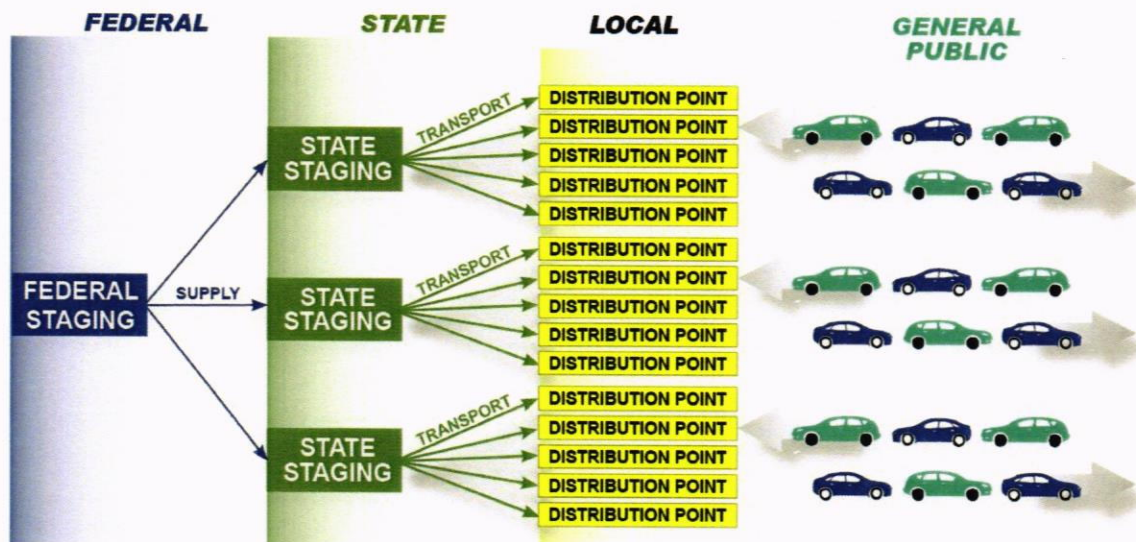 FEDERAL
STATE
LOCAL
GENERAL
PUBLIC
FEDERAL
STAGING
SUPPLY
STATE
STAGING
TRANSPORT
DISTRIBUTION POINT
DISTRIBUTION POINT
DISTRIBUTION POINT
DISTRIBUTION POINT
DISTRIBUTION POINT
STATE
STAGING
TRANSPORT
DISTRIBUTION POINT
DISTRIBUTION POINT
DISTRIBUTION POINT
DISTRIBUTION POINT
DISTRIBUTION POINT
STATE
STAGING
TRANSPORT
DISTRIBUTION POINT
DISTRIBUTION POINT
DISTRIBUTION POINT
DISTRIBUTION POINT
DISTRIBUTION POINT